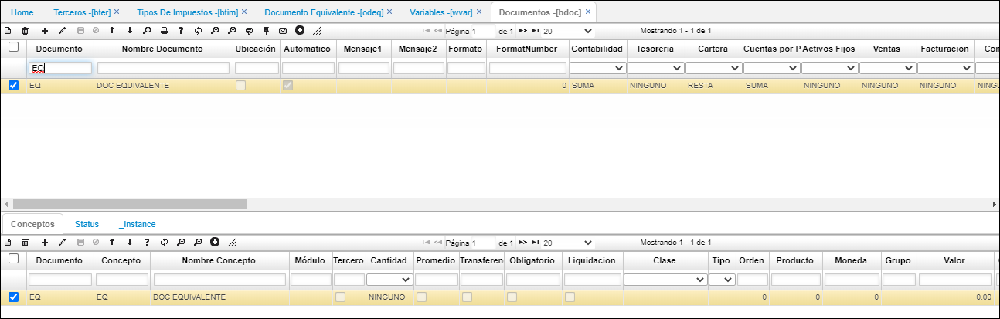 Home Terceros -[bter] × Tipos De Impuestos -[btim] × Documento Equivalente -[odeq] × Variables -[wvar] × Documentos -[bdoc] ×
Página 1 de 1 20 Mostrando 1 - 1 de 1
Documento Nombre Documento Ubicación Automatico Mensaje1 Mensaje2 Formato FormatNumber Contabilidad Tesoreria Cartera Cuentas por P Activos Fijos Ventas Facturacion Con
EQ
EQ DOC EQUIVALENTE 0 SUMA NINGUNO RESTA SUMA NINGUNO NINGUNO NINGUNO NING
Conceptos Status _Instance
Página 1 de 1 20 Mostrando 1 - 1 de 1
Documento Concepto Nombre Concepto Módulo Tercero Cantidad Promedio Transferen Obligatorio Liquidacion Clase Tipo Orden Producto Moneda Grupo Valor
EQ EQ DOC EQUIVALENTE NINGUNO 0 0 0 0.00